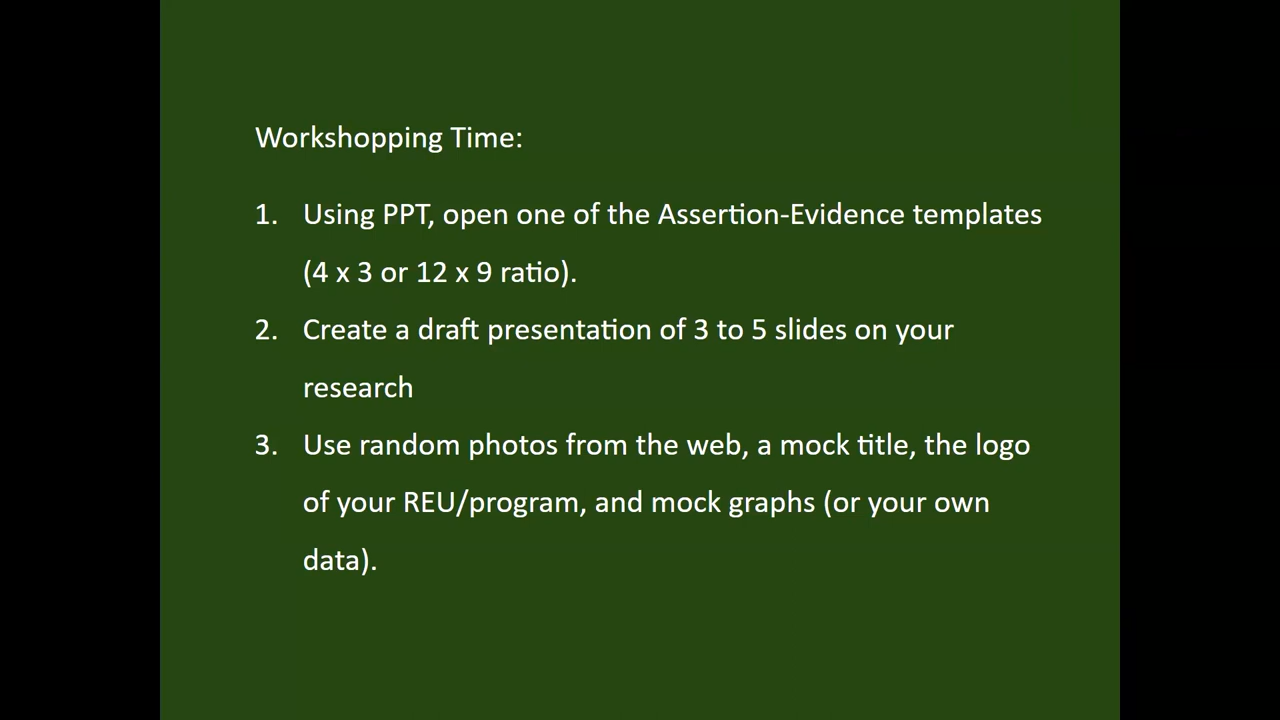 Workshopping Time:
1. Using PPT, open one of the Assertion-Evidence templates
(4 x 3 or 12 x 9 ratio).
2. Create a draft presentation of 3 to 5 slides on your
research
3. Use random photos from the web, a mock title, the logo
of your REU/program, and mock graphs (or your own
data).